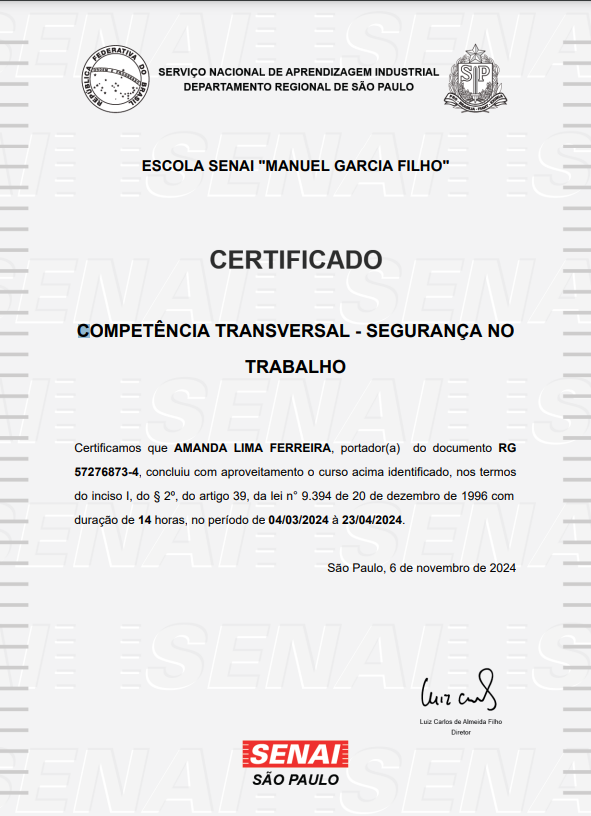 REPÚBLICA FEDERATIVA DO BRASIL
SERVIÇO NACIONAL DE APRENDIZAGEM INDUSTRIAL
DEPARTAMENTO REGIONAL DE SÃO PAULO
ESCOLA SENAI "MANUEL GARCIA FILHO"
CERTIFICADO
COMPETÊNCIA TRANSVERSAL - SEGURANÇA NO
TRABALHO
Certificamos que AMANDA LIMA FERREIRA, portador(a) do documento RG
57276873-4, concluiu com aproveitamento o curso acima identificado, nos termos
do inciso I, do § 2º, do artigo 39, da lei n° 9.394 de 20 de dezembro de 1996 com
duração de 14 horas, no período de 04/03/2024 à 23/04/2024.
São Paulo, 6 de novembro de 2024
Luiz Carlos de Almeida Filho
Diretor
SENAI
SÃO PAULO